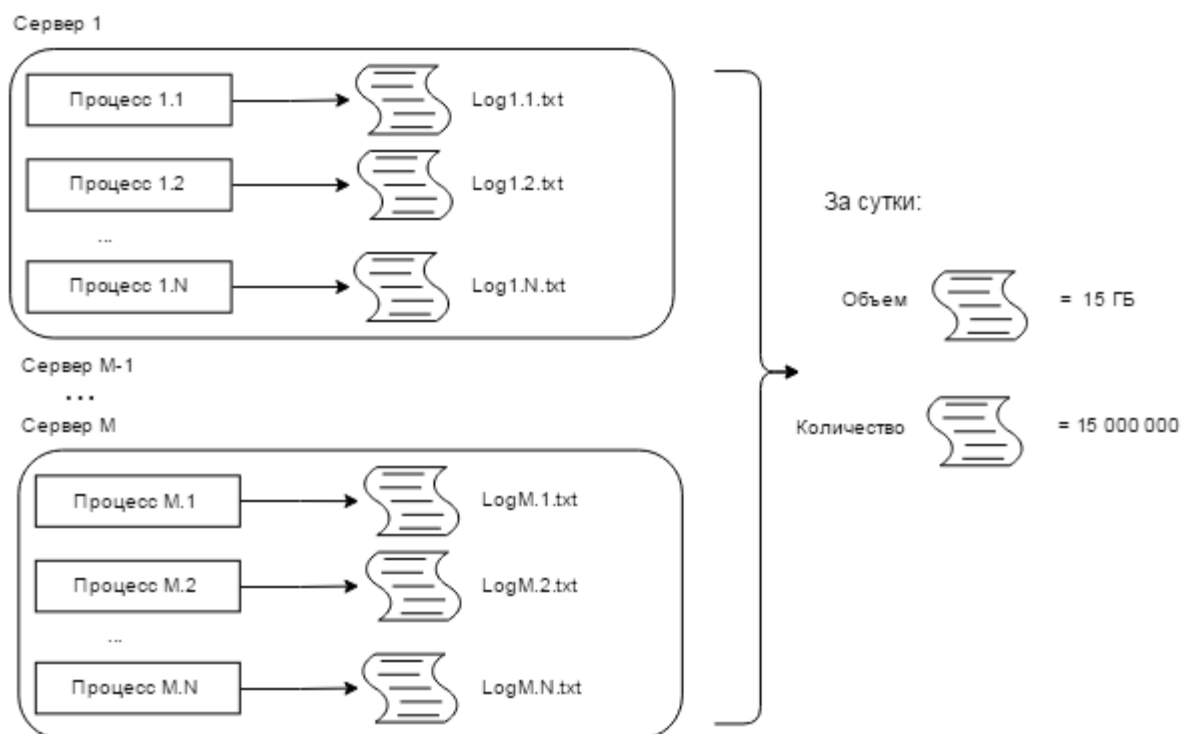 Сервер 1
Процесс 1.1
Log1.1.txt
Процесс 1.2
Log1.2.txt
...
Процесс 1.N
Log1.N.txt
Сервер М-1
...
Сервер М
Процесс М.1
LogM.1.txt
Процесс М.2
LogM.2.txt
...
Процесс М.N
LogM.N.txt
За сутки:
Объем = 15 ГБ
Количество = 15 000 000